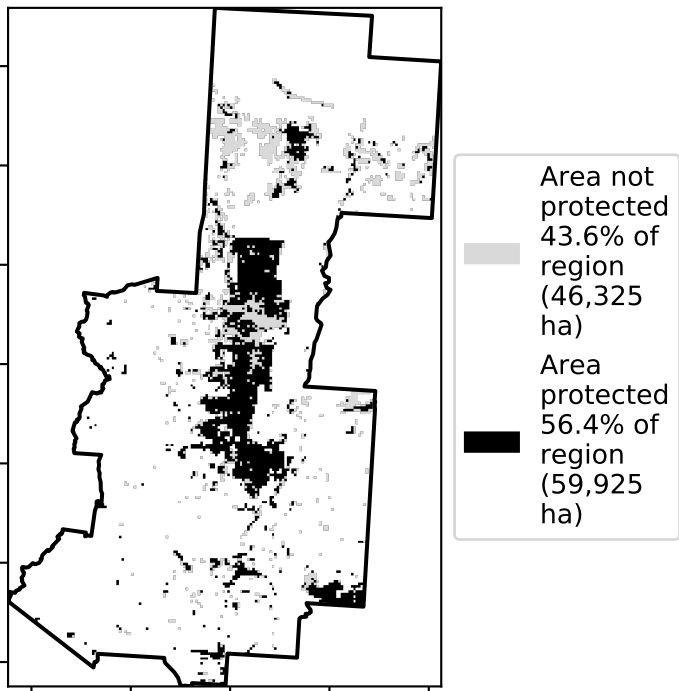 Area not
protected
43.6% of
region
(46,325
ha)
Area
protected
56.4% of
region
(59,925
ha)